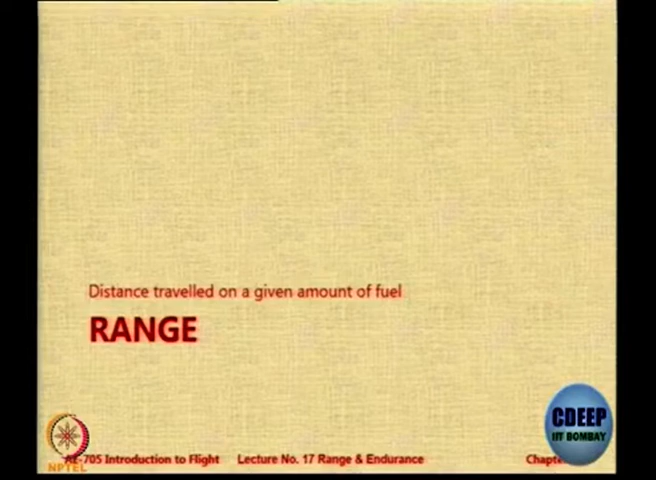 Distance travelled on a given amount of fuel
RANGE
CDEEP
IIT BOMBAY
AE-705 Introduction to Flight Lecture No. 17 Range & Endurance
NPTEL